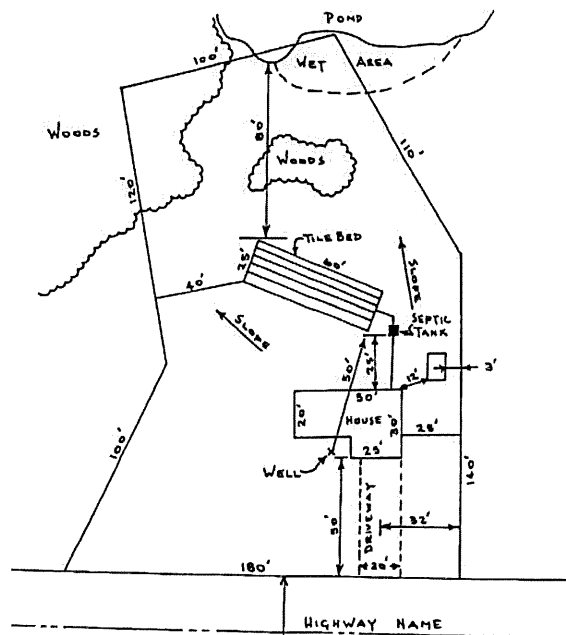 POND
100'
WET AREA
WOODS
80'
110'
WOODS
120'
TILE BED
25'
60'
40'
SLOPE
SLOPE
SEPTIC
TANK
50'
25'
3'
12'
50'
20'
HOUSE
30'
28'
100'
25'
WELL
140'
50'
DRIVEWAY
32'
20'
180'
HIGHWAY NAME